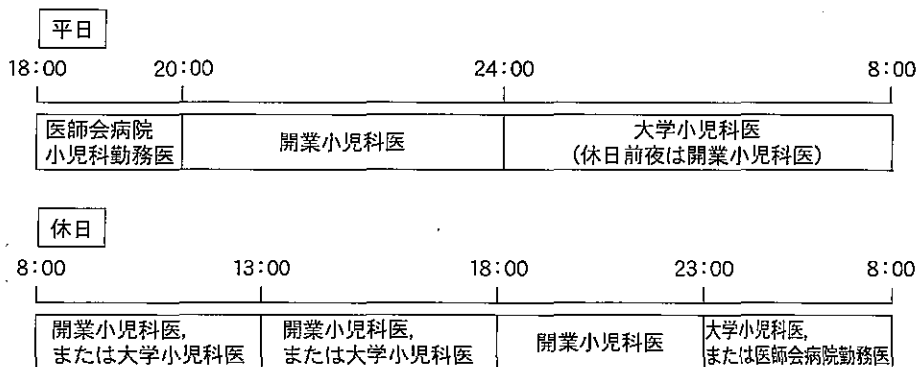 平日
18:00 20:00 24:00 8:00
医師会病院
小児科勤務医
開業小児科医
大学小児科医
(休日前夜は開業小児科医)
休日
8:00 13:00 18:00 23:00 8:00
開業小児科医,
または大学小児科医
開業小児科医,
または大学小児科医
開業小児科医
大学小児科医,
または医師会病院勤務医